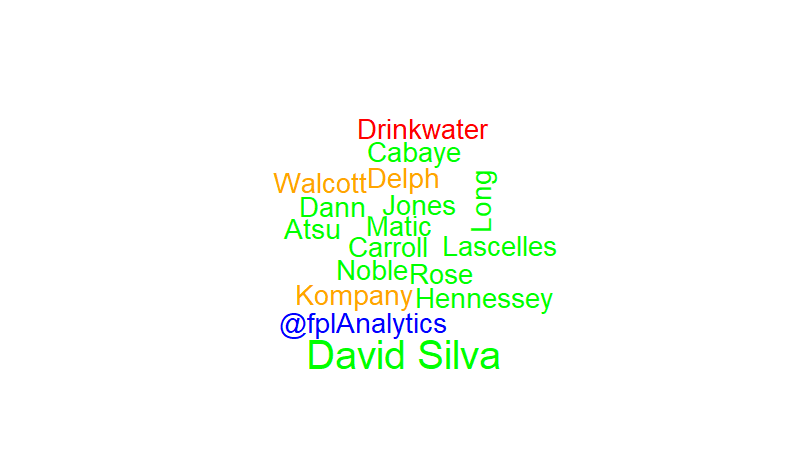 Drinkwater
Cabaye
Walcott Delph
Long
Dann Jones
Atsu Matic
Carroll Lascelles
Noble Rose
Kompany Hennessey
@fplAnalytics
David Silva